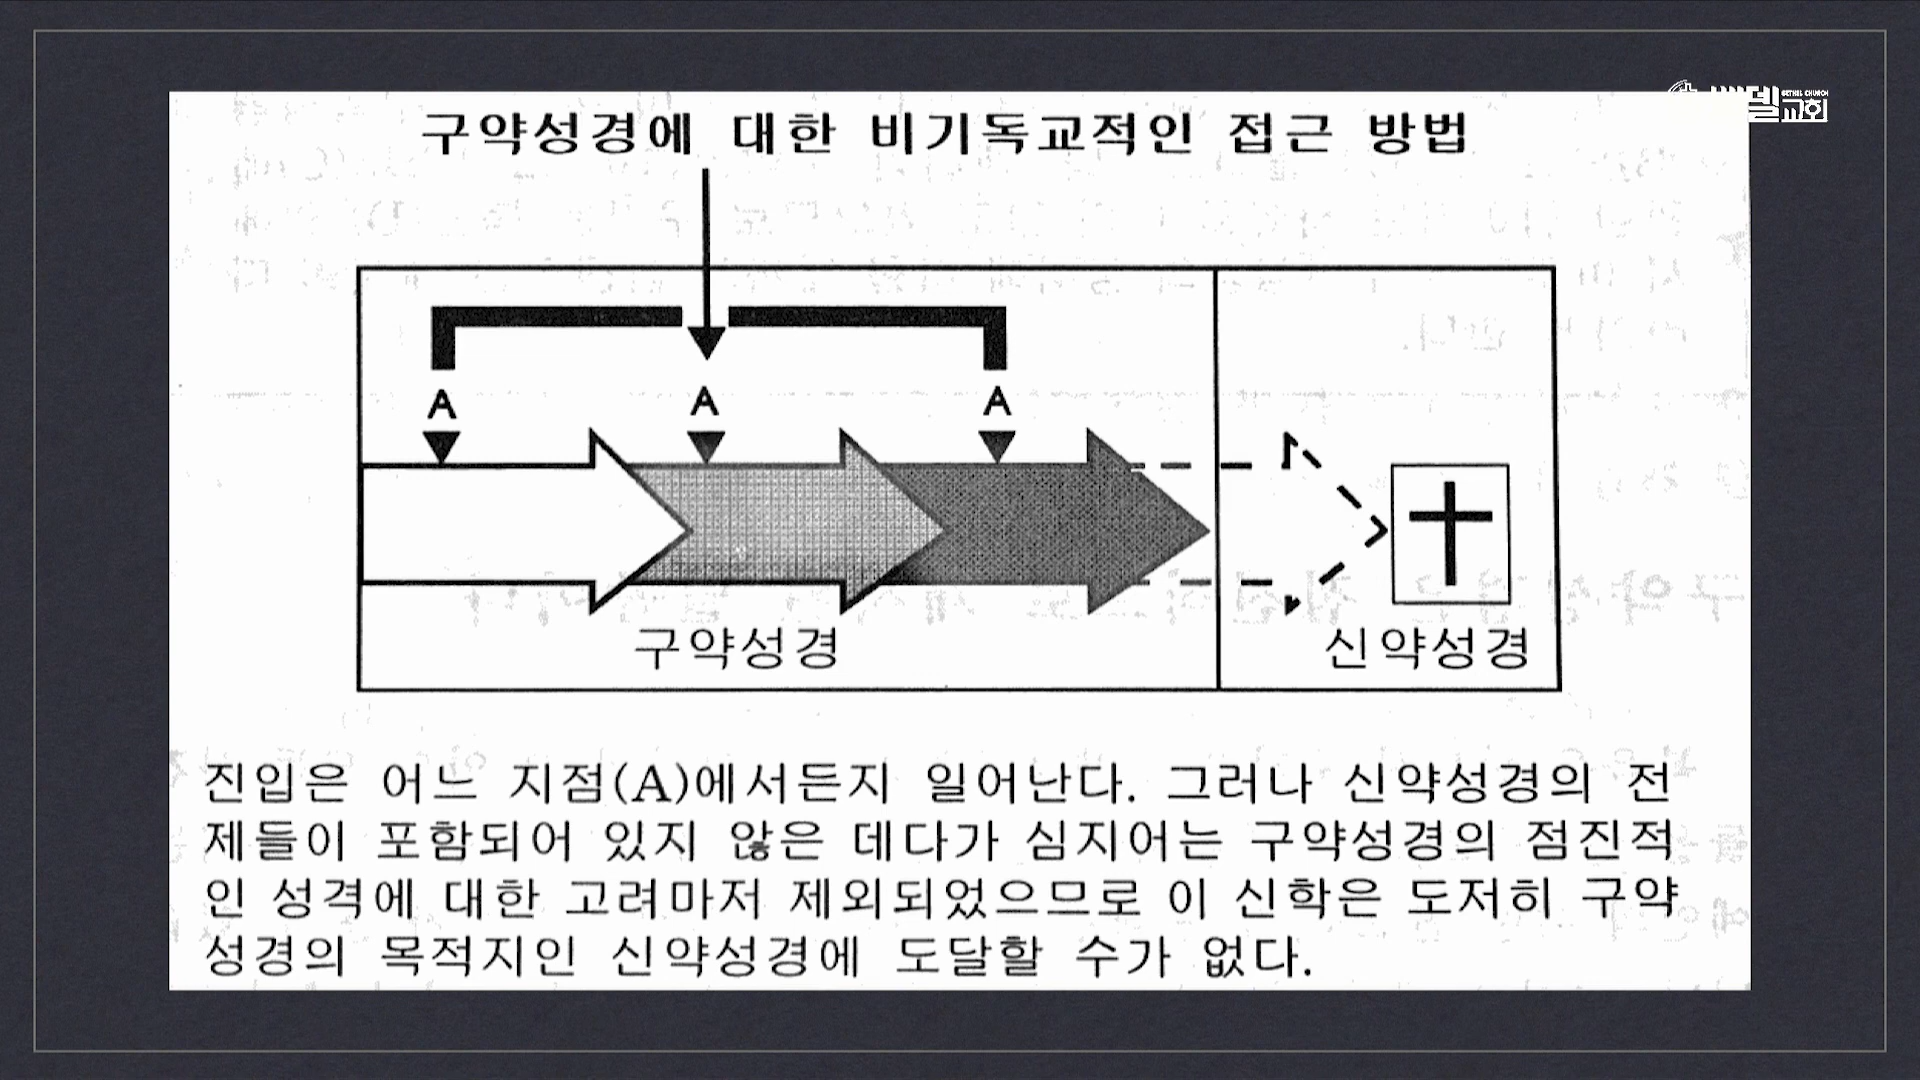 BETHEL CHURCH
교회
구약성경에 대한 비기독교적인 접근 방법
A A A
구약성경 신약성경
진입은 어느 지점(A)에서든지 일어난다. 그러나 신약성경의 전
제들이 포함되어 있지 않은 데다가 심지어는 구약성경의 점진적
인 성격에 대한 고려마저 제외되었으므로 이 신학은 도저히 구약
성경의 목적지인 신약성경에 도달할 수가 없다.